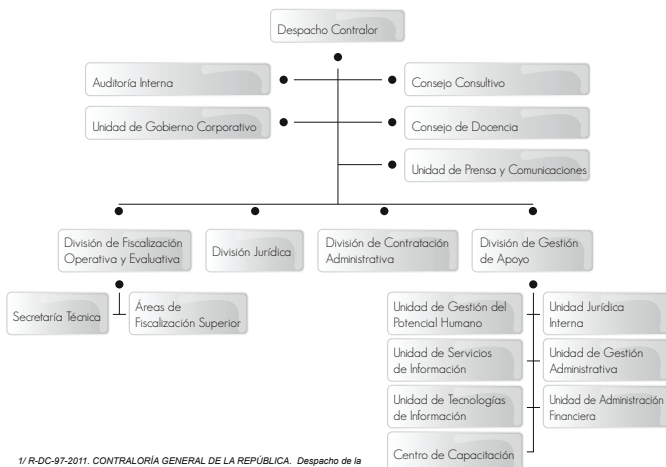 Despacho Contralor
Auditoría Interna
Consejo Consultivo
Unidad de Gobierno Corporativo
Consejo de Docencia
Unidad de Prensa y Comunicaciones
División de Fiscalización
Operativa y Evaluativa
División Jurídica
División de Contratación
Administrativa
División de Gestión
de Apoyo
Secretaría Técnica
Áreas de
Fiscalización Superior
Unidad de Gestión del
Potencial Humano
Unidad Jurídica
Interna
Unidad de Servicios
de Información
Unidad de Gestión
Administrativa
Unidad de Tecnologías
de Información
Unidad de Administración
Financiera
Centro de Capacitación
1/ R-DC-97-2011. CONTRALORÍA GENERAL DE LA REPÚBLICA. Despacho de la